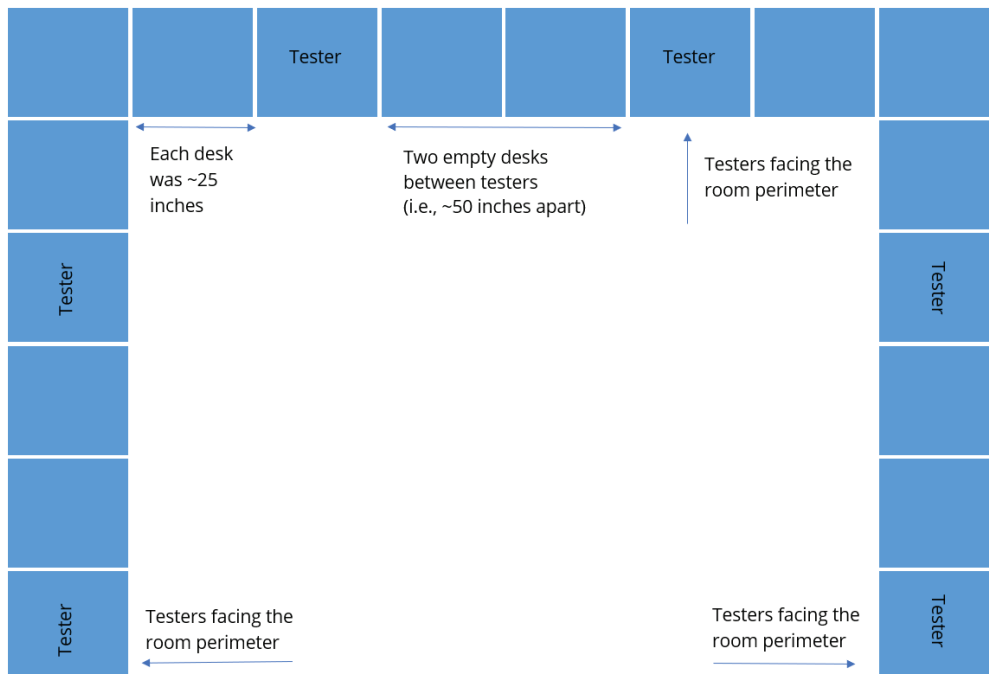 Tester
Tester
Each desk
was ~25
inches
Two empty desks
between testers
(i.e., ~50 inches apart)
Testers facing the
room perimeter
Tester
Tester
Tester
Testers facing the
room perimeter
Testers facing the
room perimeter
Tester